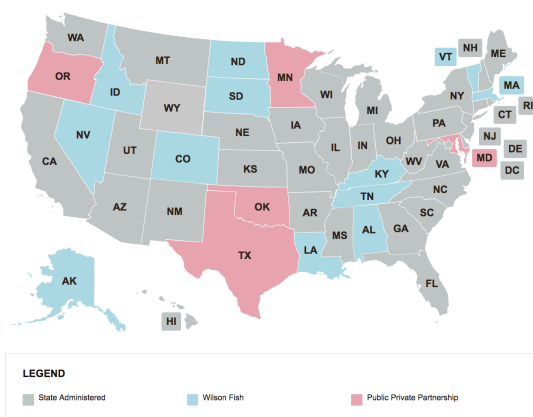 WA
MT
ND
MN
VT
NH
ME
OR
ID
SD
WI
MI
NY
MA
RI
WY
CT
NV
NE
IA
PA
NJ
CA
UT
CO
KS
IL
IN
OH
MD
DE
DC
MO
WV
VA
KY
AZ
NM
OK
AR
TN
NC
SC
TX
LA
MS
AL
GA
AK
FL
HI
LEGEND
State Administered
Wilson Fish
Public Private Partnership